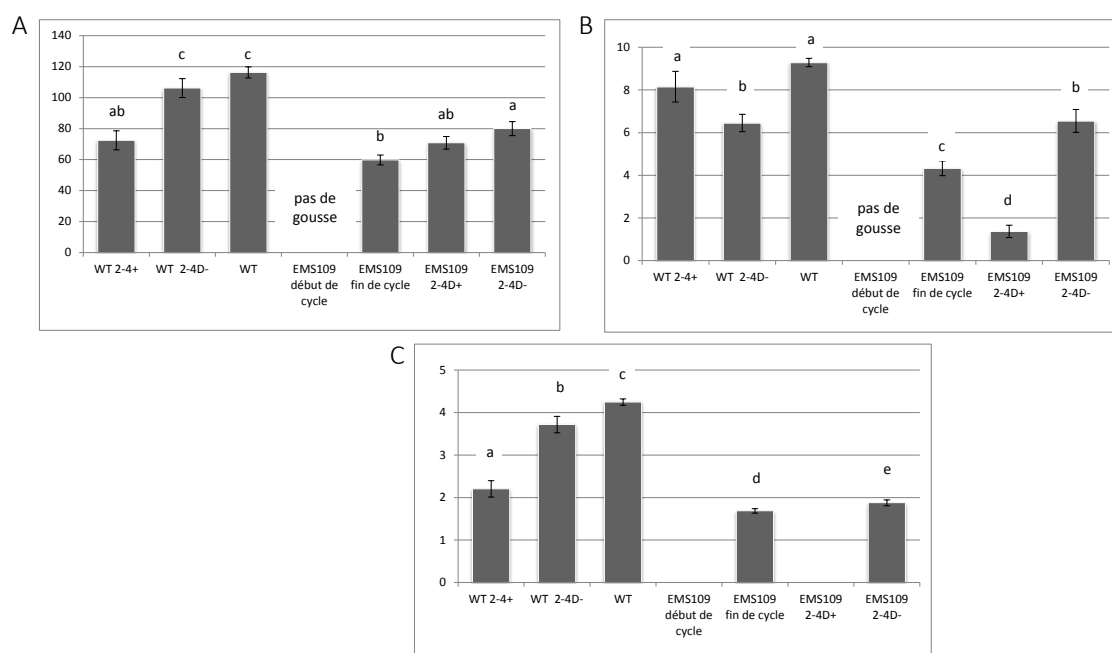 A
140
120
100
80
60
40
20
0
ab
c
c
b
ab
a
pas de
gousse
WT 2-4+
WT 2-4D-
WT
EMS109
début de
cycle
EMS109
fin de cycle
EMS109
2-4D+
EMS109
2-4D-
B
10
8
6
4
2
0
a
b
a
c
d
b
pas de
gousse
WT 2-4+
WT 2-4D-
WT
EMS109
début de
cycle
EMS109
fin de cycle
EMS109
2-4D+
EMS109
2-4D-
C
5
4
3
2
1
0
a
b
c
d
e
WT 2-4+
WT 2-4D-
WT
EMS109
début de
cycle
EMS109
fin de cycle
EMS109
2-4D+
EMS109
2-4D-